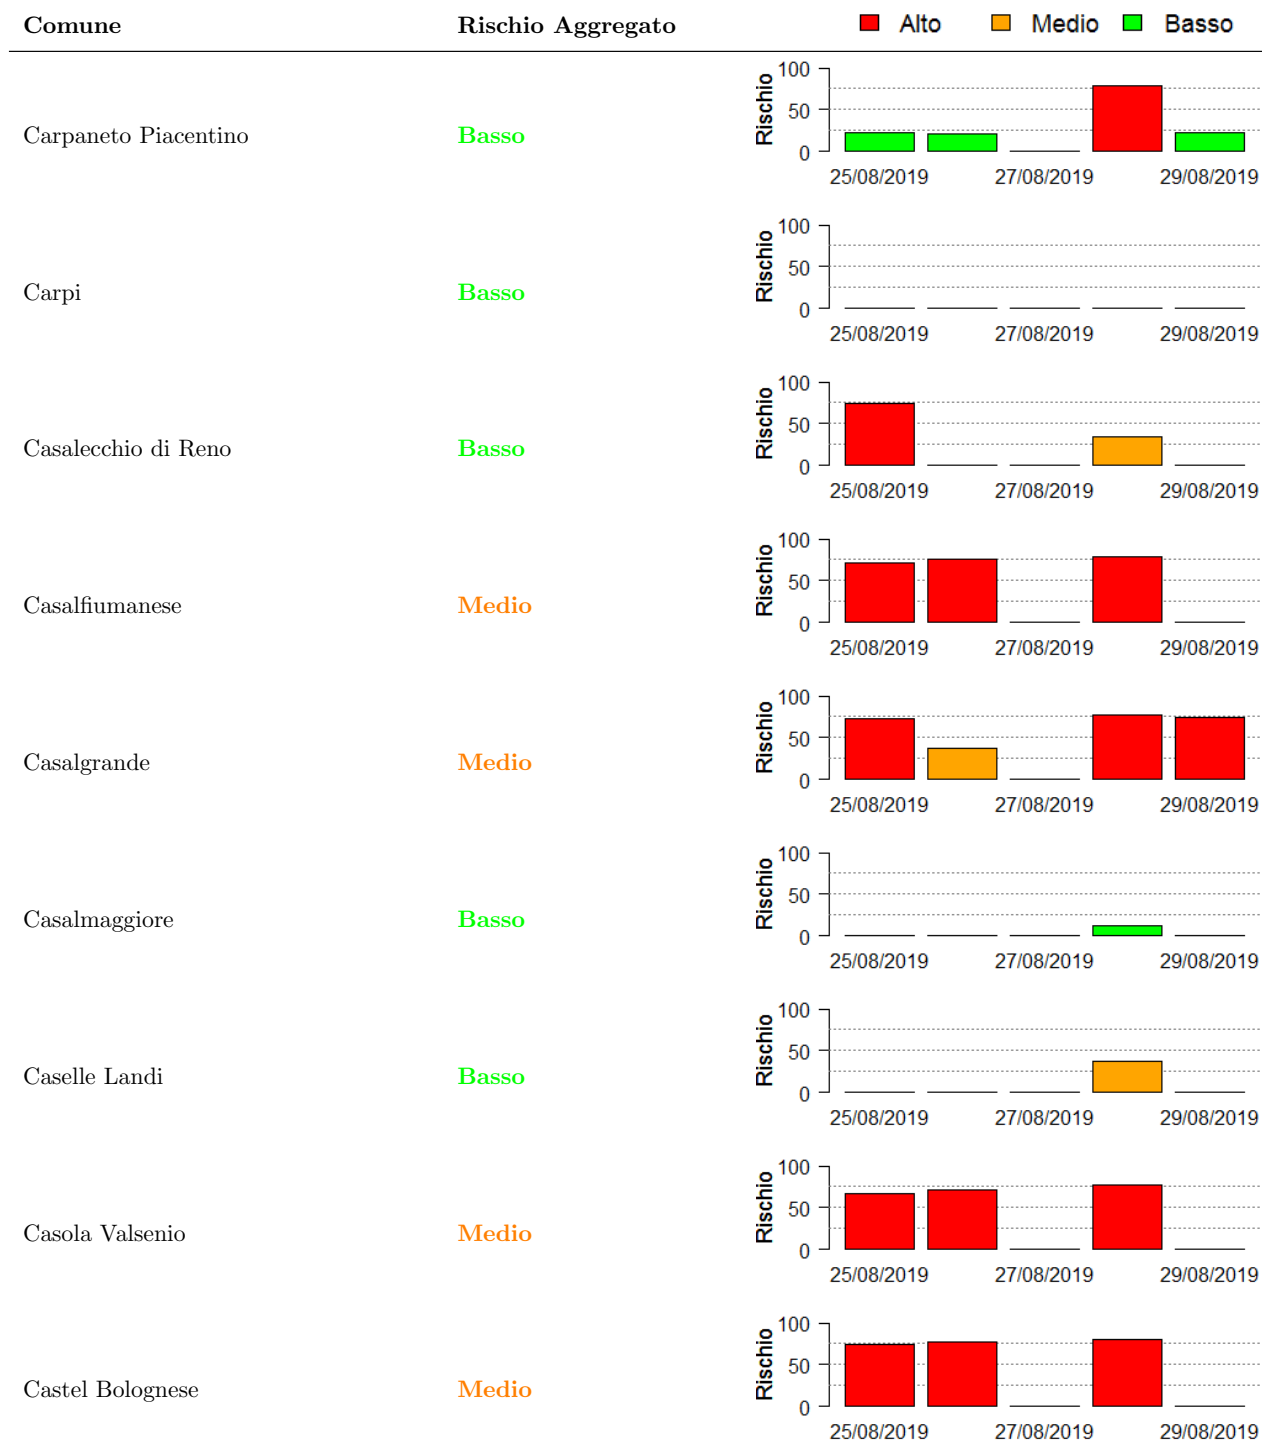 Comune Rischio Aggregato Alto Medio Basso
Carpaneto Piacentino Basso
Rischio
100
50
0
25/08/2019 27/08/2019 29/08/2019
Carpi Basso
Rischio
100
50
0
25/08/2019 27/08/2019 29/08/2019
Casalecchio di Reno Basso
Rischio
100
50
0
25/08/2019 27/08/2019 29/08/2019
Casalfiumanese Medio
Rischio
100
50
0
25/08/2019 27/08/2019 29/08/2019
Casalgrande Medio
Rischio
100
50
0
25/08/2019 27/08/2019 29/08/2019
Casalmaggiore Basso
Rischio
100
50
0
25/08/2019 27/08/2019 29/08/2019
Caselle Landi Basso
Rischio
100
50
0
25/08/2019 27/08/2019 29/08/2019
Casola Valsenio Medio
Rischio
100
50
0
25/08/2019 27/08/2019 29/08/2019
Castel Bolognese Medio
Rischio
100
50
0
25/08/2019 27/08/2019 29/08/2019